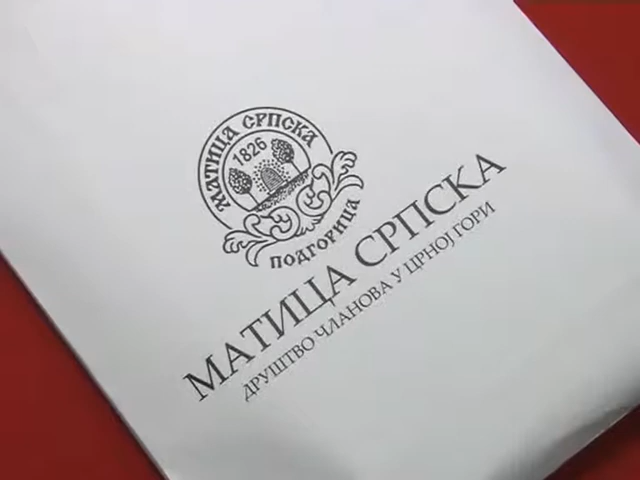 МАТИЦА СРПСКА
1826
ПОДГОРИЦА
МАТИЦА СРПСКА
ДРУШТВО ЧЛАНОВА У ЦРНОЈ ГОРИ